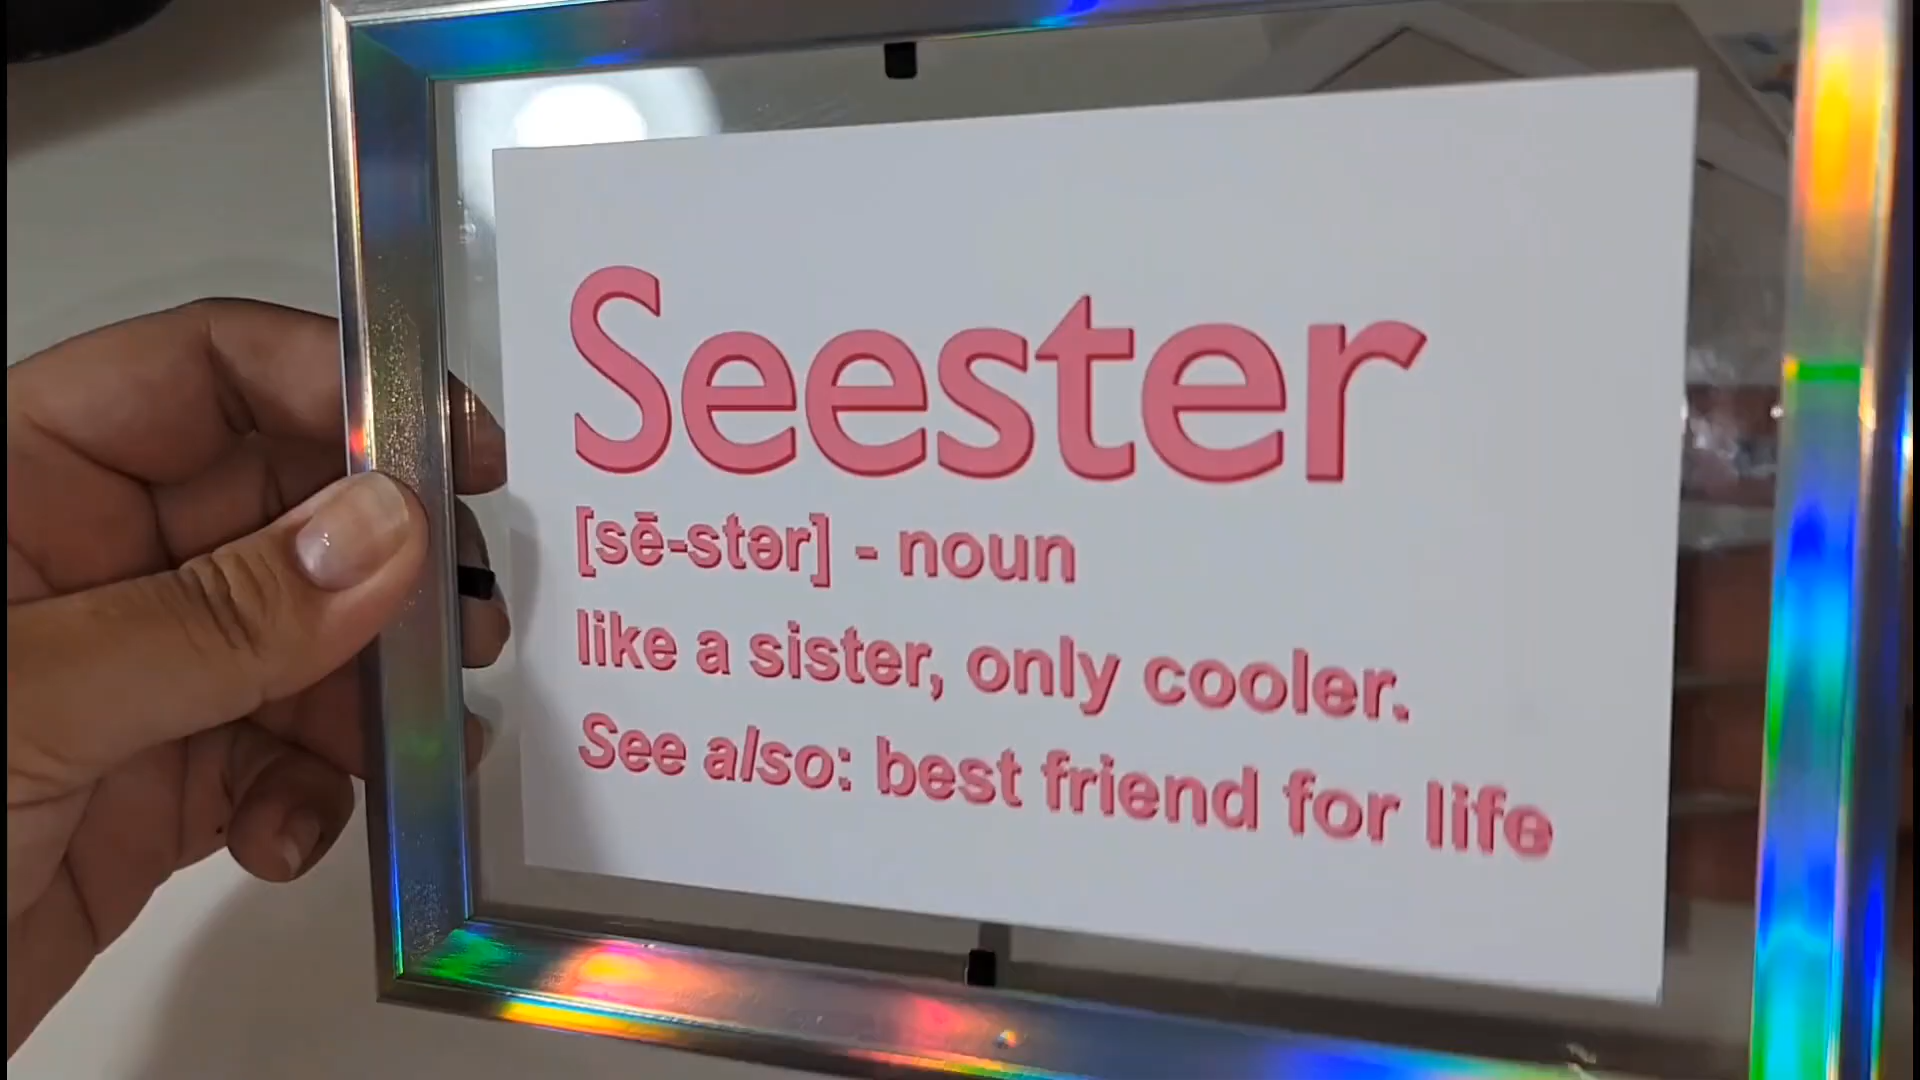 Seester
[sē-stər] - noun
like a sister, only cooler.
See also: best friend for life